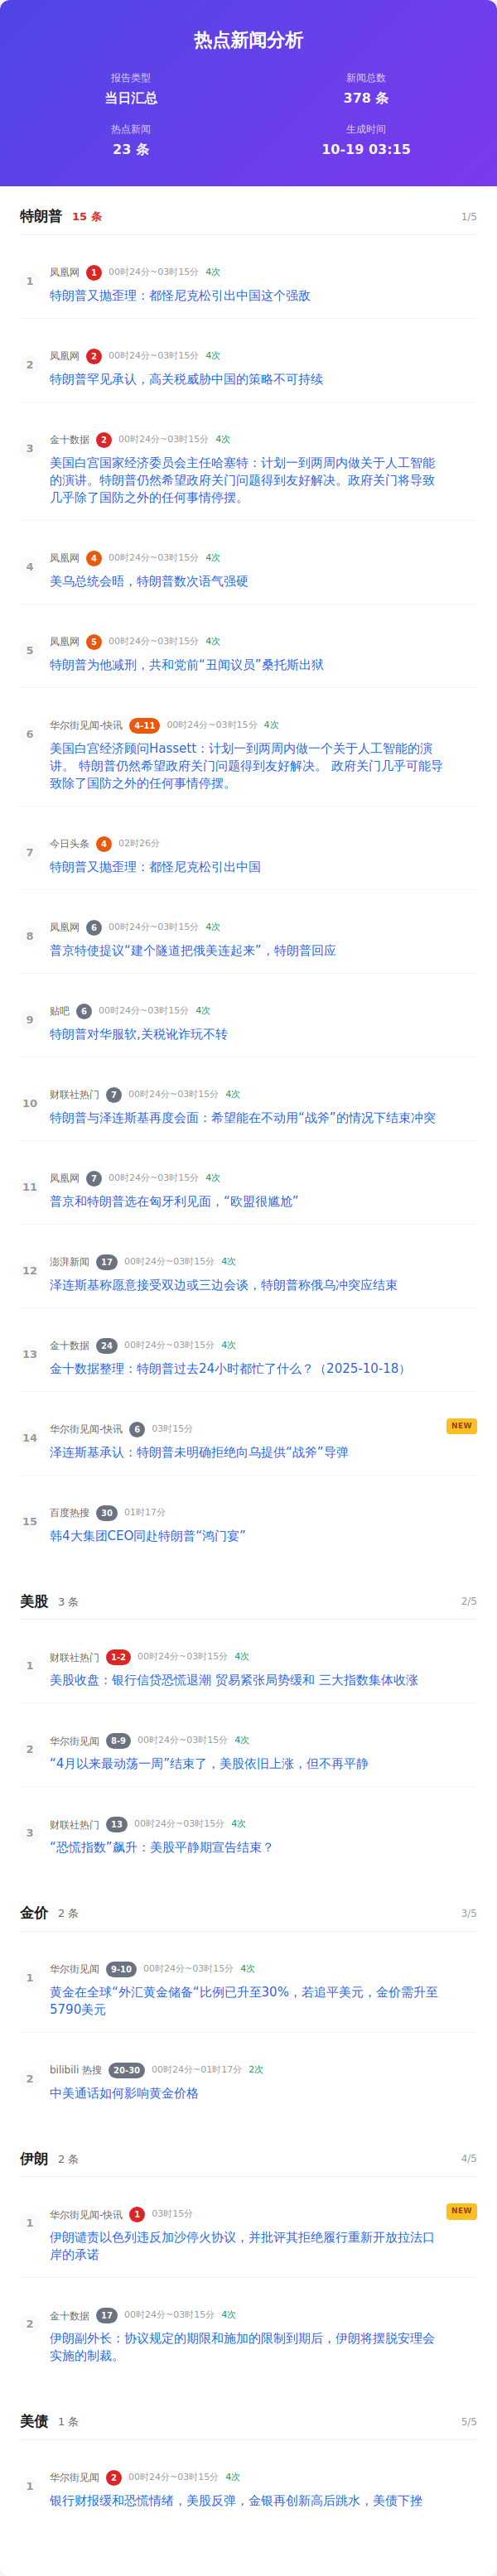 热点新闻分析
报告类型
当日汇总
新闻总数
378 条
热点新闻
23 条
生成时间
10-19 03:15
特朗普 15 条 1/5
1 凤凰网 1 00时24分~03时15分 4次
特朗普又抛歪理：都怪尼克松引出中国这个强敌
2 凤凰网 2 00时24分~03时15分 4次
特朗普罕见承认，高关税威胁中国的策略不可持续
3 金十数据 2 00时24分~03时15分 4次
美国白宫国家经济委员会主任哈塞特：计划一到两周内做关于人工智能
的演讲。特朗普仍然希望政府关门问题得到友好解决。政府关门将导致
几乎除了国防之外的任何事情停摆。
4 凤凰网 4 00时24分~03时15分 4次
美乌总统会晤，特朗普数次语气强硬
5 凤凰网 5 00时24分~03时15分 4次
特朗普为他减刑，共和党前“丑闻议员”桑托斯出狱
6 华尔街见闻-快讯 4-11 00时24分~03时15分 4次
美国白宫经济顾问Hassett：计划一到两周内做一个关于人工智能的演
讲。 特朗普仍然希望政府关门问题得到友好解决。 政府关门几乎可能导
致除了国防之外的任何事情停摆。
7 今日头条 4 02时26分
特朗普又抛歪理：都怪尼克松引出中国
8 凤凰网 6 00时24分~03时15分 4次
普京特使提议“建个隧道把俄美连起来”，特朗普回应
9 贴吧 6 00时24分~03时15分 4次
特朗普对华服软,关税讹诈玩不转
10 财联社热门 7 00时24分~03时15分 4次
特朗普与泽连斯基再度会面：希望能在不动用“战斧”的情况下结束冲突
11 凤凰网 7 00时24分~03时15分 4次
普京和特朗普选在匈牙利见面，“欧盟很尴尬”
12 澎湃新闻 17 00时24分~03时15分 4次
泽连斯基称愿意接受双边或三边会谈，特朗普称俄乌冲突应结束
13 金十数据 24 00时24分~03时15分 4次
金十数据整理：特朗普过去24小时都忙了什么？（2025-10-18）
14 华尔街见闻-快讯 6 03时15分 NEW
泽连斯基承认：特朗普未明确拒绝向乌提供“战斧”导弹
15 百度热搜 30 01时17分
韩4大集团CEO同赴特朗普“鸿门宴”
美股 3 条 2/5
1 财联社热门 1-2 00时24分~03时15分 4次
美股收盘：银行信贷恐慌退潮 贸易紧张局势缓和 三大指数集体收涨
2 华尔街见闻 8-9 00时24分~03时15分 4次
“4月以来最动荡一周”结束了，美股依旧上涨，但不再平静
3 财联社热门 13 00时24分~03时15分 4次
“恐慌指数”飙升：美股平静期宣告结束？
金价 2 条 3/5
1 华尔街见闻 9-10 00时24分~03时15分 4次
黄金在全球“外汇黄金储备“比例已升至30%，若追平美元，金价需升至
5790美元
2 bilibili 热搜 20-30 00时24分~01时17分 2次
中美通话如何影响黄金价格
伊朗 2 条 4/5
1 华尔街见闻-快讯 1 03时15分 NEW
伊朗谴责以色列违反加沙停火协议，并批评其拒绝履行重新开放拉法口
岸的承诺
2 金十数据 17 00时24分~03时15分 4次
伊朗副外长：协议规定的期限和施加的限制到期后，伊朗将摆脱安理会
实施的制裁。
美债 1 条 5/5
1 华尔街见闻 2 00时24分~03时15分 4次
银行财报缓和恐慌情绪，美股反弹，金银再创新高后跳水，美债下挫